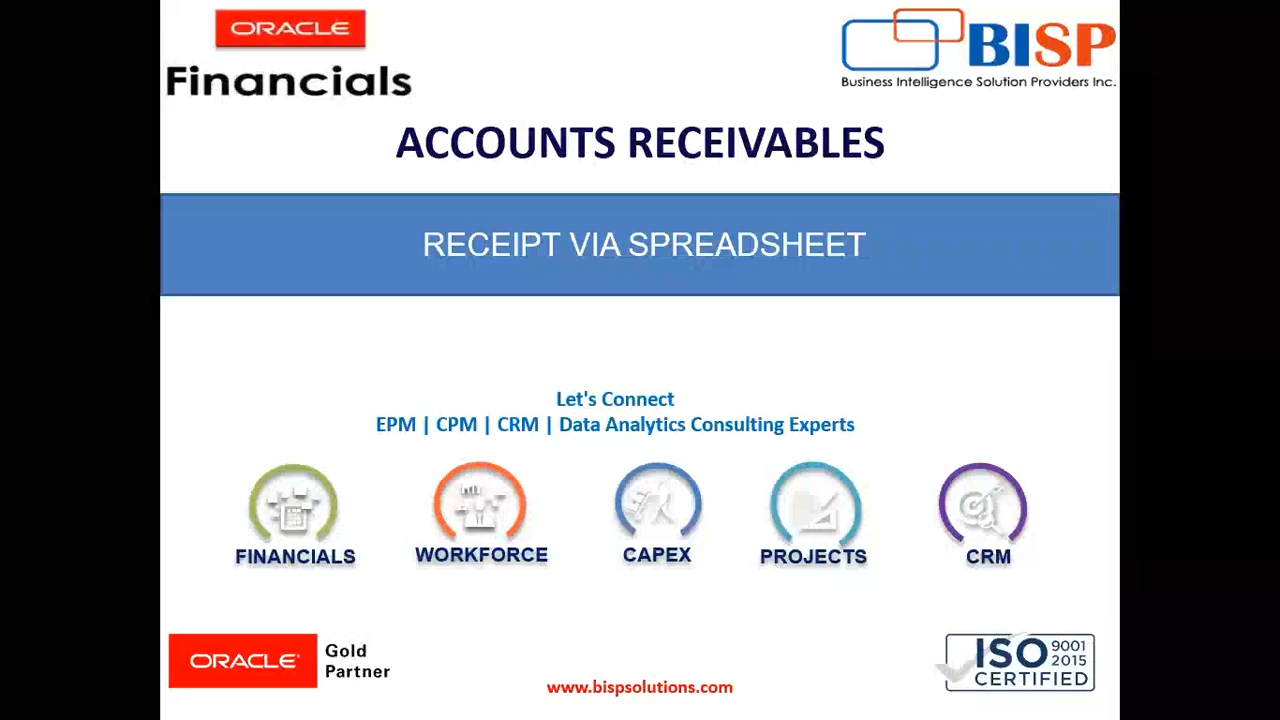 ORACLE
Financials
BISP
Business Intelligence Solution Providers Inc.
ACCOUNTS RECEIVABLES
RECEIPT VIA SPREADSHEET
Let's Connect
EPM | CPM | CRM | Data Analytics Consulting Experts
FINANCIALS
WORKFORCE
CAPEX
PROJECTS
CRM
ORACLE®
Gold
Partner
www.bispsolutions.com
ISO 9001
2015
CERTIFIED